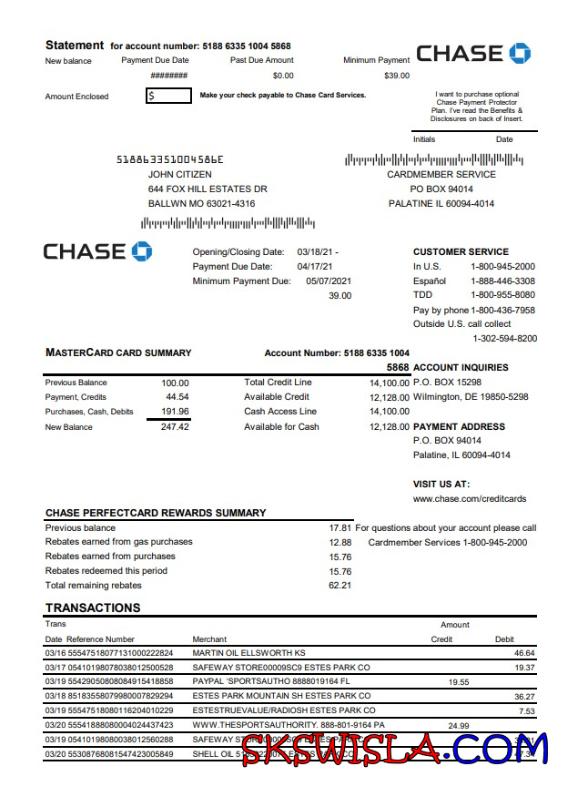 Statement for account number: 5188 6335 1004 5868
New balance Payment Due Date Past Due Amount Minimum Payment
######## $0.00 $39.00
CHASE
Amount Enclosed $ Make your check payable to Chase Card Services.
I want to purchase optional
Chase Payment Protector
Plan. I've read the Benefits &
Disclosures on back of Insert.
Initials Date
518863351004586E
JOHN CITIZEN
644 FOX HILL ESTATES DR
BALLWN MO 63021-4316
CARDMEMBER SERVICE
PO BOX 94014
PALATINE IL 60094-4014
CHASE
Opening/Closing Date: 03/18/21 -
Payment Due Date: 04/17/21
Minimum Payment Due: 05/07/2021
39.00
CUSTOMER SERVICE
In U.S. 1-800-945-2000
Español 1-888-446-3308
TDD 1-800-955-8080
Pay by phone 1-800-436-7958
Outside U.S. call collect
1-302-594-8200
MASTERCARD CARD SUMMARY Account Number: 5188 6335 1004
5868
Previous Balance 100.00 Total Credit Line 14,100.00
Payment, Credits 44.54 Available Credit 12,128.00
Purchases, Cash, Debits 191.96 Cash Access Line 14,100.00
New Balance 247.42 Available for Cash 12,128.00
ACCOUNT INQUIRIES
P.O. BOX 15298
Wilmington, DE 19850-5298
PAYMENT ADDRESS
P.O. BOX 94014
Palatine, IL 60094-4014
VISIT US AT:
www.chase.com/creditcards
CHASE PERFECTCARD REWARDS SUMMARY
Previous balance 17.81
Rebates earned from gas purchases 12.88
Rebates earned from purchases 15.76
Rebates redeemed this period 15.76
Total remaining rebates 62.21
For questions about your account please call
Cardmember Services 1-800-945-2000
TRANSACTIONS
Trans Amount
Date Reference Number Merchant Credit Debit
03/16 55547518077131000222824 MARTIN OIL ELLSWORTH KS 46.64
03/17 05410198078038012500528 SAFEWAY STORE00009SC9 ESTES PARK CO 19.37
03/19 55429050808084915418858 PAYPAL 'SPORTSAUTHO 8888019164 FL 19.55
03/18 85183558079980007829294 ESTES PARK MOUNTAIN SH ESTES PARK CO 36.27
03/19 5554751808116204010229 ESTESTRUEVALUE/RADIOSH ESTES PARK CO 7.53
03/20 55541888080004024437423 WWW.THESPORTSAUTHORITY. 888-801-9164 PA 24.99
03/19 05410198080038012560288 SAFEWAY
03/20 55308768081547423005849 SHELL OIL
SKSWISLA.COM